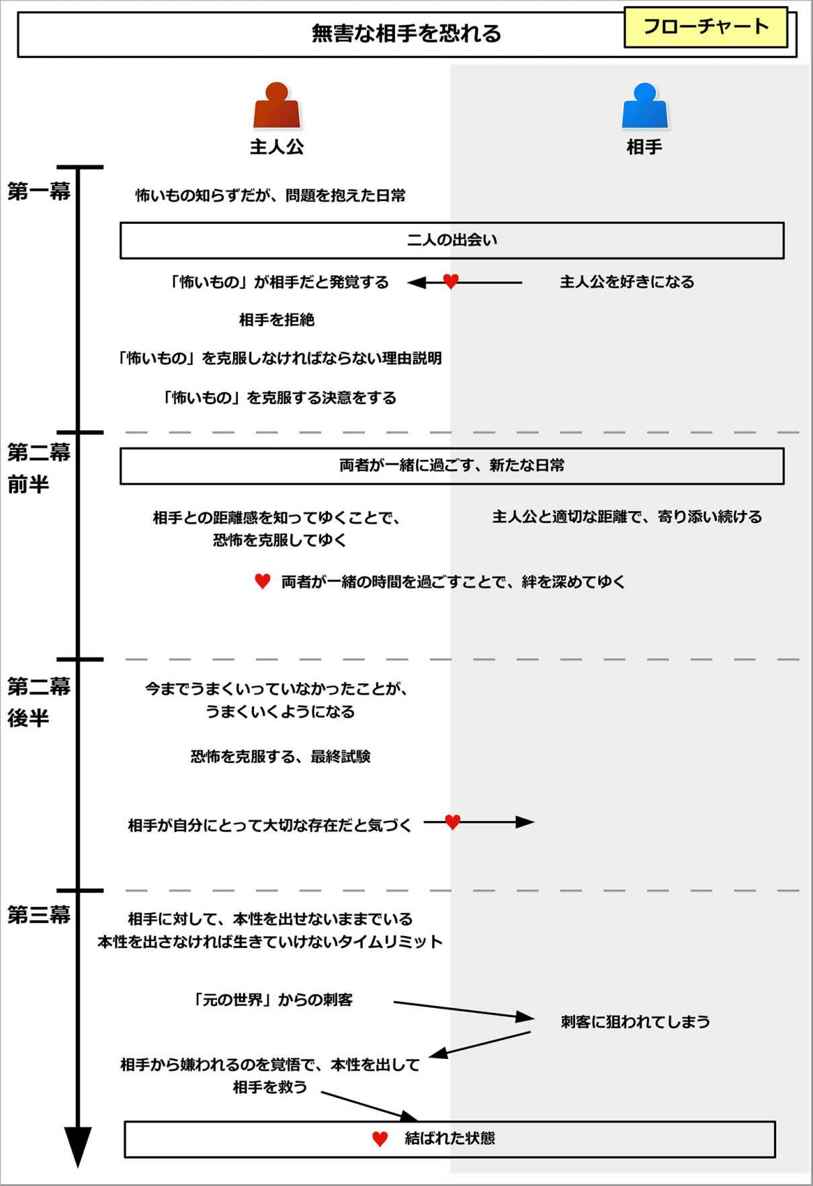 無害な相手を恐れる
フローチャート
主人公
相手
第一幕
怖いもの知らずだが、問題を抱えた日常
二人の出会い
「怖いもの」が相手だと発覚する
主人公を好きになる
相手を拒絶
「怖いもの」を克服しなければならない理由説明
「怖いもの」を克服する決意をする
第二幕
前半
両者が一緒に過ごす、新たな日常
相手との距離感を知ってゆくことで、
恐怖を克服してゆく
主人公と適切な距離で、寄り添い続ける
両者が一緒の時間を過ごすことで、絆を深めてゆく
第二幕
後半
今までうまくいっていなかったことが、
うまくいくようになる
恐怖を克服する、最終試験
相手が自分にとって大切な存在だと気づく
第三幕
相手に対して、本性を出せないままでいる
本性を出さなければ生きていけないタイムリミット
「元の世界」からの刺客
刺客に狙われてしまう
相手から嫌われるのを覚悟で、本性を出して
相手を救う
結ばれた状態